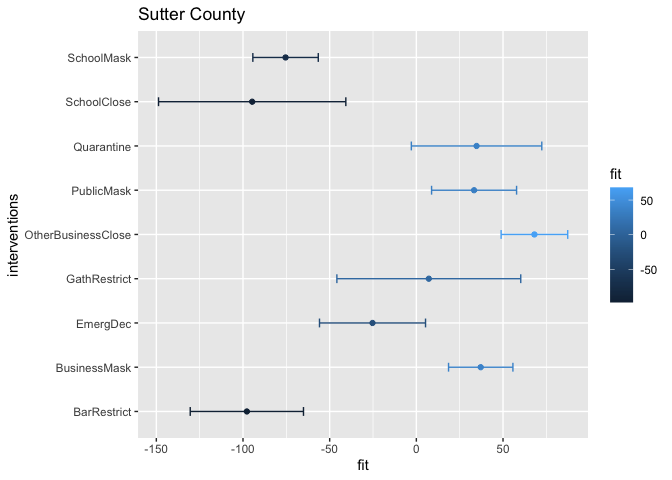 Sutter County
interventions
SchoolMask
SchoolClose
Quarantine
PublicMask
OtherBusinessClose
GathRestrict
EmergDec
BusinessMask
BarRestrict
-150 -100 -50 0 50
fit
fit
50
0
-50